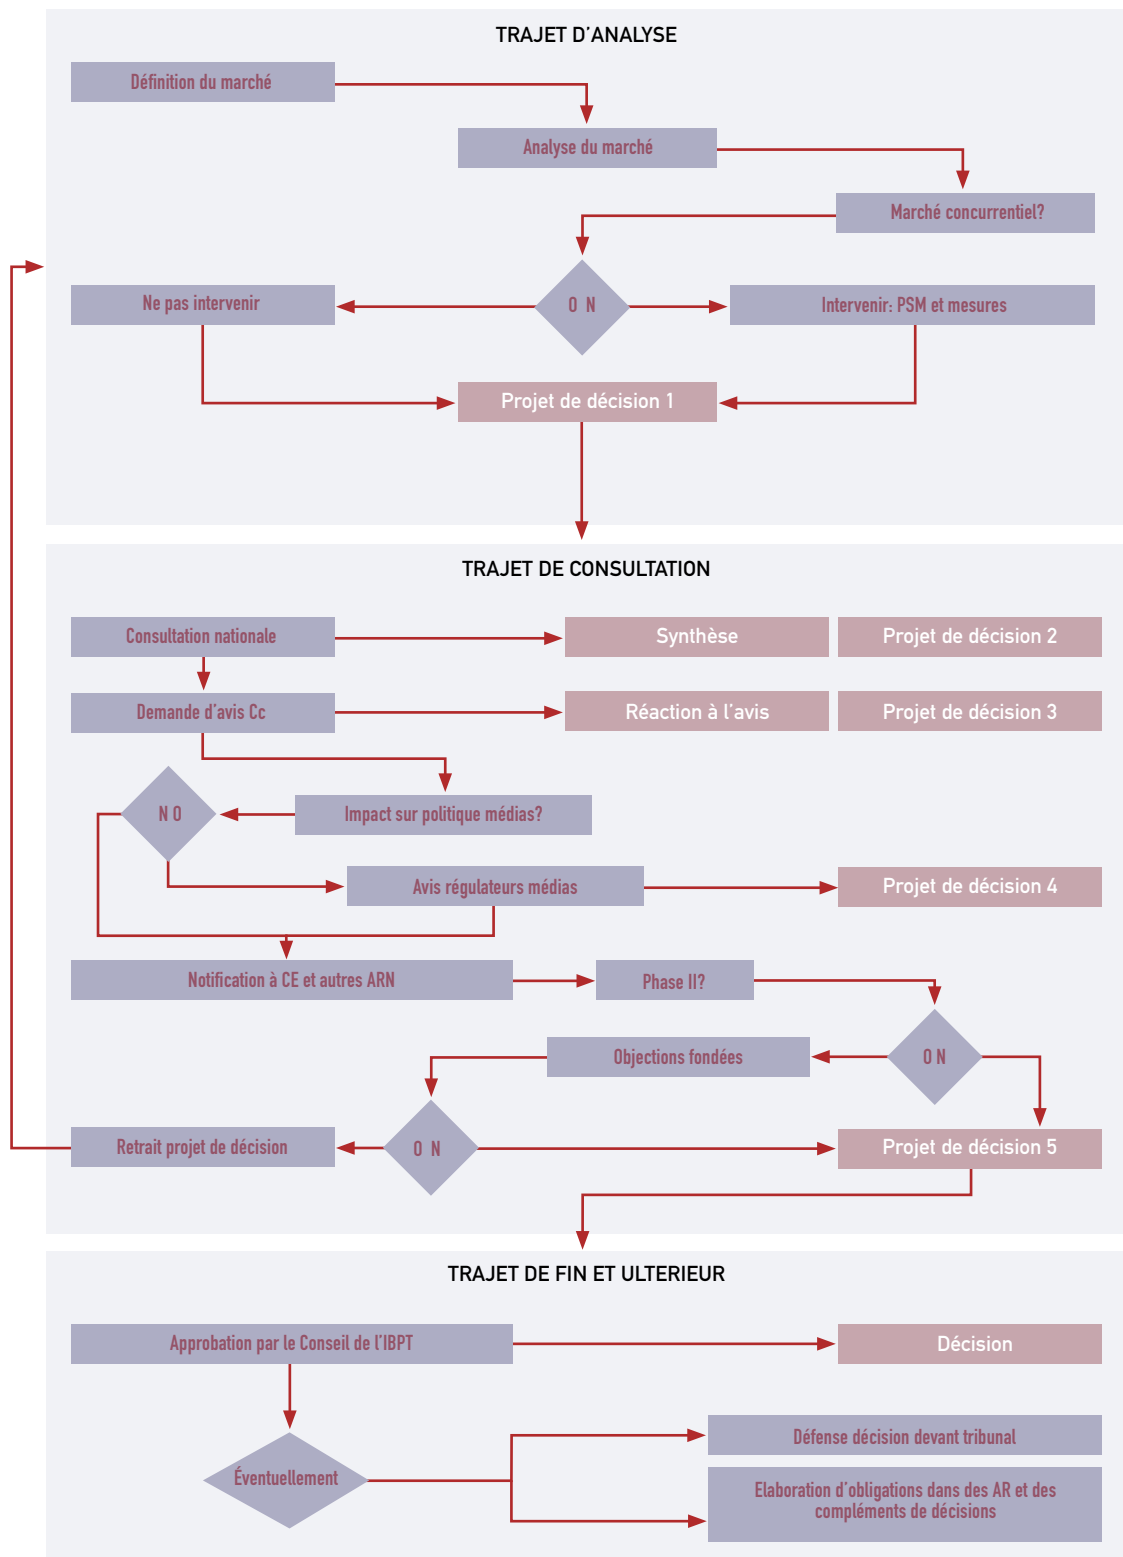 TRAJET D'ANALYSE
Définition du marché
Analyse du marché
Marché concurrentiel?
Ne pas intervenir
O N
Intervenir: PSM et mesures
Projet de décision 1
TRAJET DE CONSULTATION
Consultation nationale
Synthèse
Projet de décision 2
Demande d'avis Cc
Réaction à l'avis
Projet de décision 3
N O
Impact sur politique médias?
Avis régulateurs médias
Projet de décision 4
Notification à CE et autres ARN
Phase II?
Objections fondées
O N
Retrait projet de décision
O N
Projet de décision 5
TRAJET DE FIN ET ULTERIEUR
Approbation par le Conseil de l'IBPT
Décision
Éventuellement
Défense décision devant tribunal
Elaboration d'obligations dans des AR et des
compléments de décisions